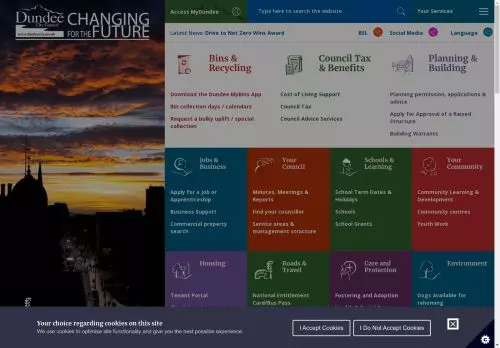 Dundee
City Council
www.dundeecity.gov.uk
CHANGING
FOR THE FUTURE
Access MyDundee
Type here to search the website.
Your Services
Latest News: Drive to Net Zero Wins Award
BSL
Social Media
Language
Bins &
Recycling
Download the Dundee MyBins App
Bin collection days / calendars
Request a bulky uplift / special
collection
Council Tax
& Benefits
Cost of Living Support
Council Tax
Council Advice Services
Planning &
Building
Planning permission, applications &
advice
Apply for Approval of a Raised
Structure
Building Warrants
Jobs &
Business
Apply for a Job or
Apprenticeship
Business Support
Commercial property
search
Your
Council
Minutes, Meetings &
Reports
Find your councillor
Service areas &
management structure
Schools &
Learning
School Term Dates &
Holidays
Schools
School Grants
Your
Community
Community Learning &
Development
Community centres
Youth Work
Housing
Tenant Portal
Roads &
Travel
National Entitlement
Card/Bus Pass
Care and
Protection
Fostering and Adoption
Environment
Dogs available for
rehoming
Your choice regarding cookies on this site
We use cookies to optimise site functionality and give you the best possible experience.
I Accept Cookies
I Do Not Accept Cookies